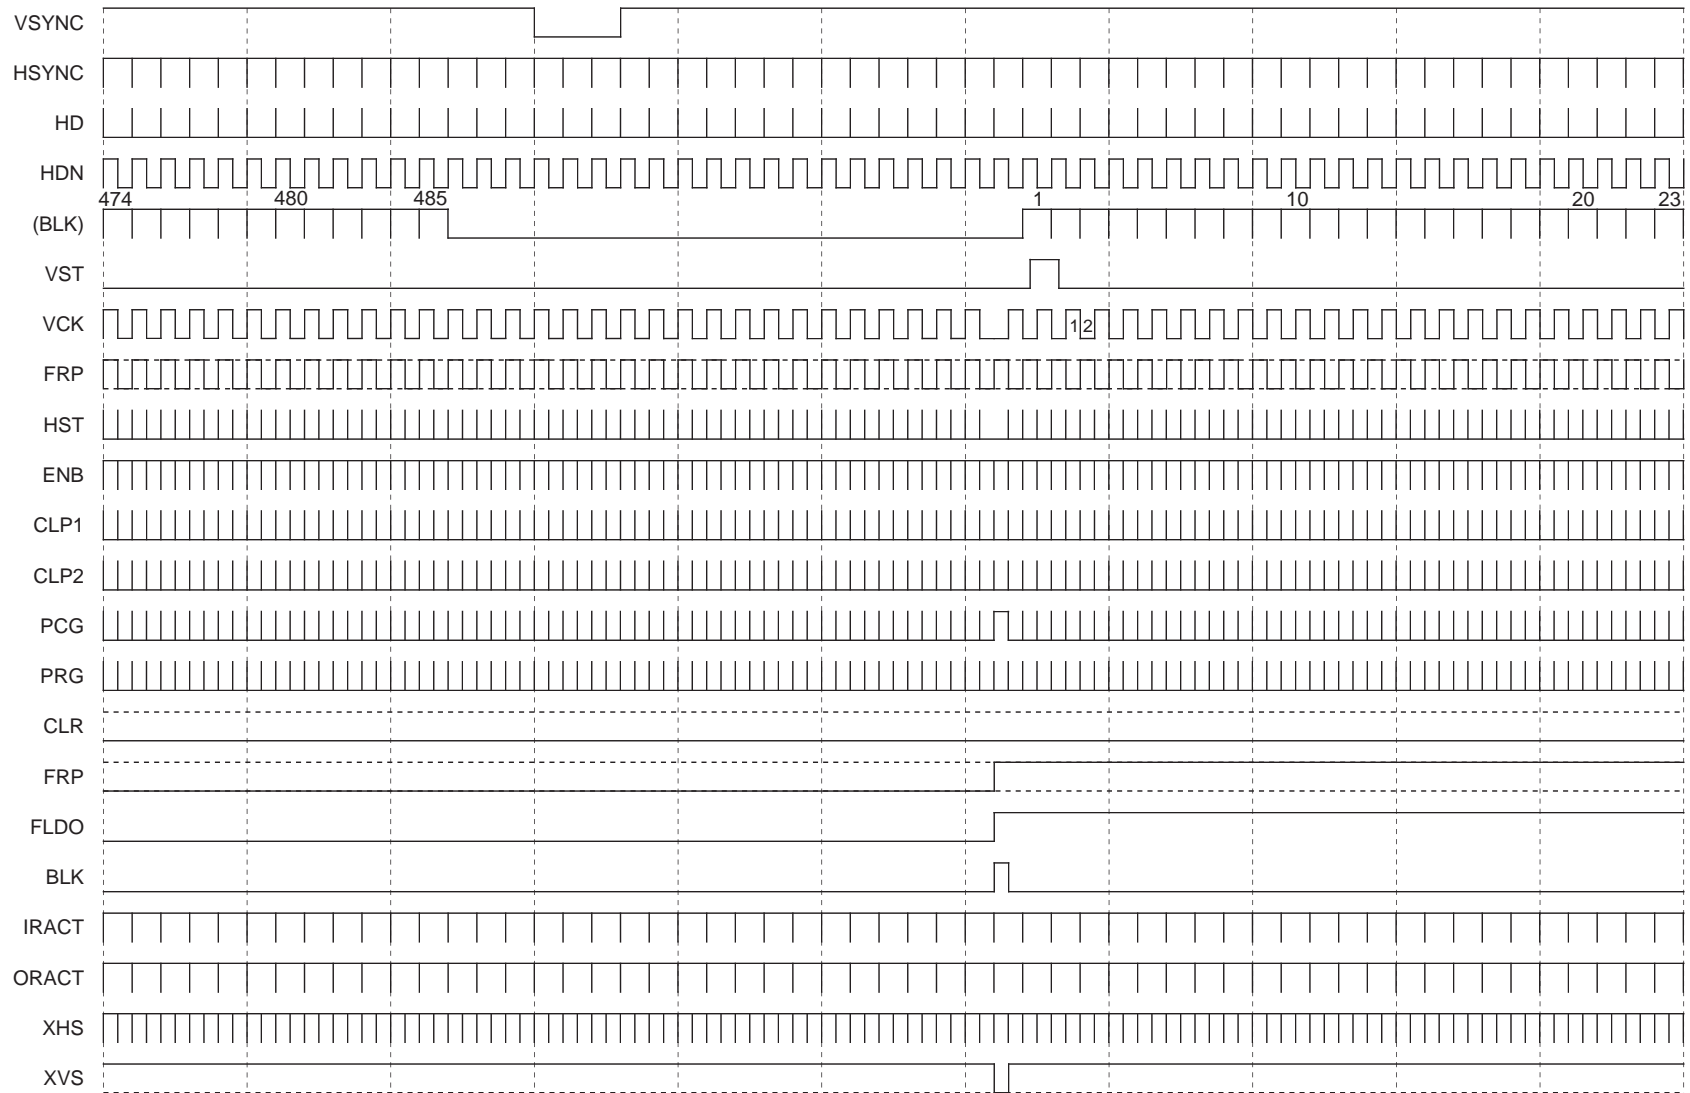 VSYNC
HSYNC
HD
HDN
474 480 485 1 10 20 23
(BLK)
VST
VCK
1 2
FRP
HST
ENB
CLP1
CLP2
PCG
PRG
CLR
FRP
FLDO
BLK
IRACT
ORACT
XHS
XVS